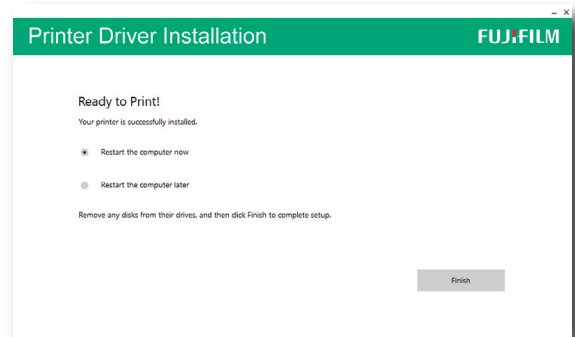 Printer Driver Installation
FUJIFILM
Ready to Print!
Your printer is successfully installed.
Restart the computer now
Restart the computer later
Remove any disks from their drives, and then click Finish to complete setup.
Finish